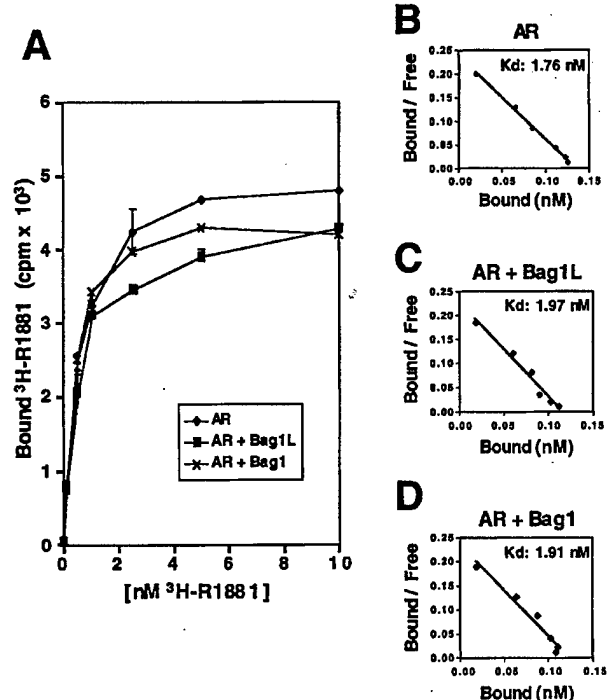 A
6
5
4
3
2
1
0
Bound ³H-R1881 (cpm x 10³)
0 2 4 6 8 10
[nM ³H-R1881]
AR
AR + Bag1L
AR + Bag1
B
AR
Kd: 1.76 nM
0.25
0.20
0.15
0.10
0.05
0.00
Bound / Free
0.00 0.05 0.10 0.15
Bound (nM)
C
AR + Bag1L
Kd: 1.97 nM
0.25
0.20
0.15
0.10
0.05
0.00
Bound / Free
0.00 0.05 0.10 0.15
Bound (nM)
D
AR + Bag1
Kd: 1.91 nM
0.25
0.20
0.15
0.10
0.05
0.00
Bound / Free
0.00 0.05 0.10 0.15
Bound (nM)